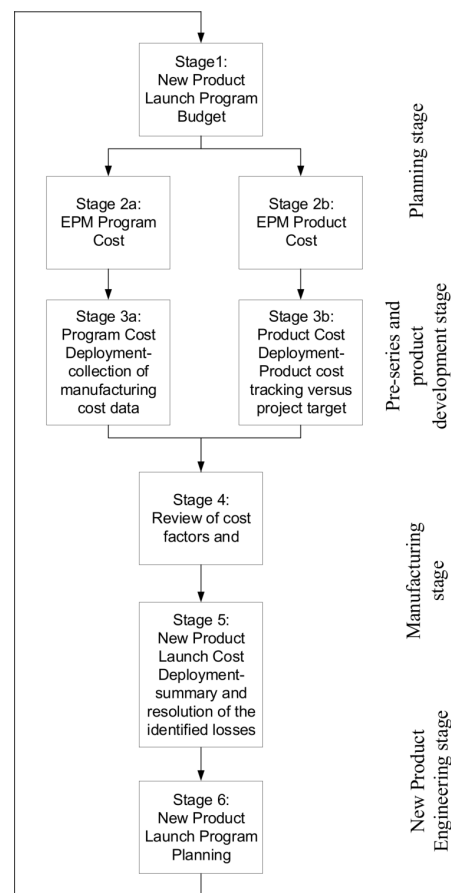 Stage1:
New Product
Launch Program
Budget
Planning stage
Stage 2a:
EPM Program
Cost
Stage 2b:
EPM Product
Cost
Stage 3a:
Program Cost
Deployment-
collection of
manufacturing
cost data
Stage 3b:
Product Cost
Deployment-
Product cost
tracking versus
project target
Pre-series and
product
development stage
Stage 4:
Review of cost
factors and
Manufacturing
stage
Stage 5:
New Product
Launch Cost
Deployment-
summary and
resolution of the
identified losses
New Product
Engineering stage
Stage 6:
New Product
Launch Program
Planning